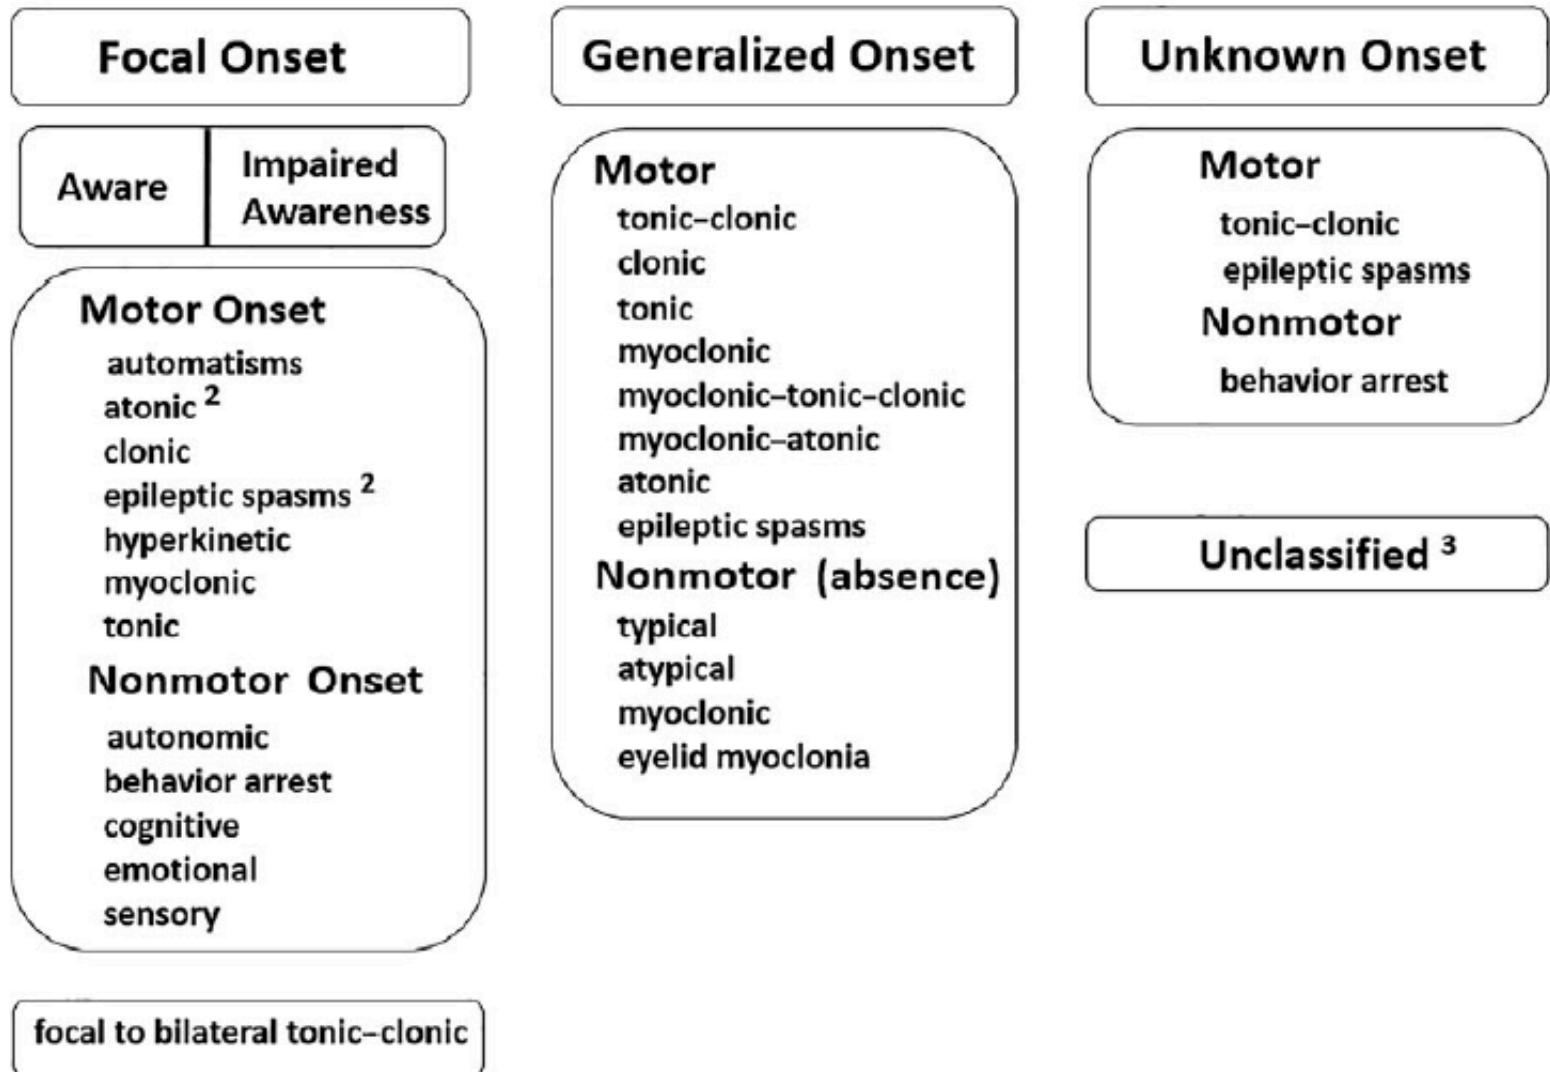 Focal Onset
Aware
Impaired
Awareness
Motor Onset
automatisms
atonic 2
clonic
epileptic spasms 2
hyperkinetic
myoclonic
tonic
Nonmotor Onset
autonomic
behavior arrest
cognitive
emotional
sensory
focal to bilateral tonic–clonic
Generalized Onset
Motor
tonic–clonic
clonic
tonic
myoclonic
myoclonic–tonic–clonic
myoclonic–atonic
atonic
epileptic spasms
Nonmotor (absence)
typical
atypical
myoclonic
eyelid myoclonia
Unknown Onset
Motor
tonic–clonic
epileptic spasms
Nonmotor
behavior arrest
Unclassified 3